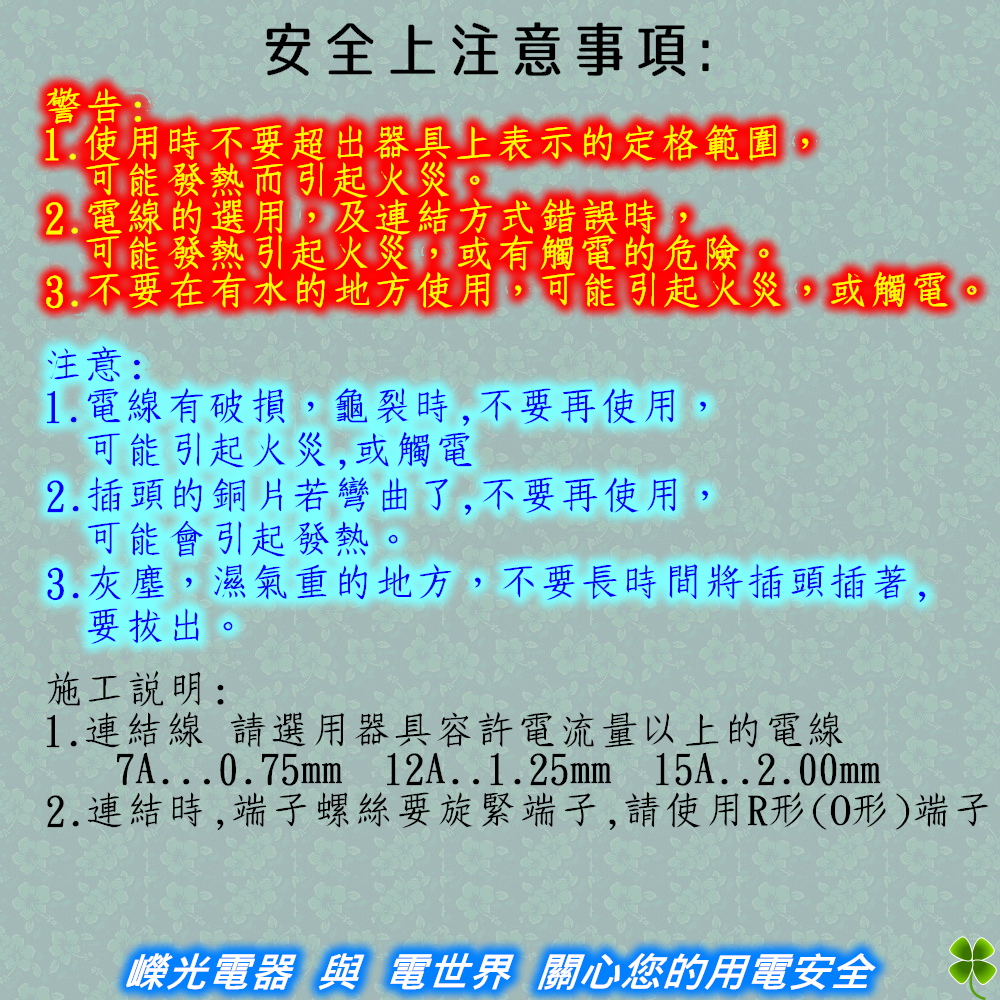 安全上注意事項:
警告:
1.使用時不要超出器具上表示的定格範圍，
可能發熱而引起火災。
2.電線的選用，及連結方式錯誤時，
可能發熱引起火災，或有觸電的危險。
3.不要在有水的地方使用，可能引起火災，或觸電。
注意:
1.電線有破損，龜裂時,不要再使用，
可能引起火災,或觸電
2.插頭的銅片若彎曲了,不要再使用，
可能會引起發熱。
3.灰塵，濕氣重的地方，不要長時間將插頭插著,
要拔出。
施工說明:
1.連結線 請選用器具容許電流量以上的電線
7A...0.75mm 12A..1.25mm 15A..2.00mm
2.連結時,端子螺絲要旋緊端子,請使用R形(O形)端子
嶸光電器 與 電世界 關心您的用電安全